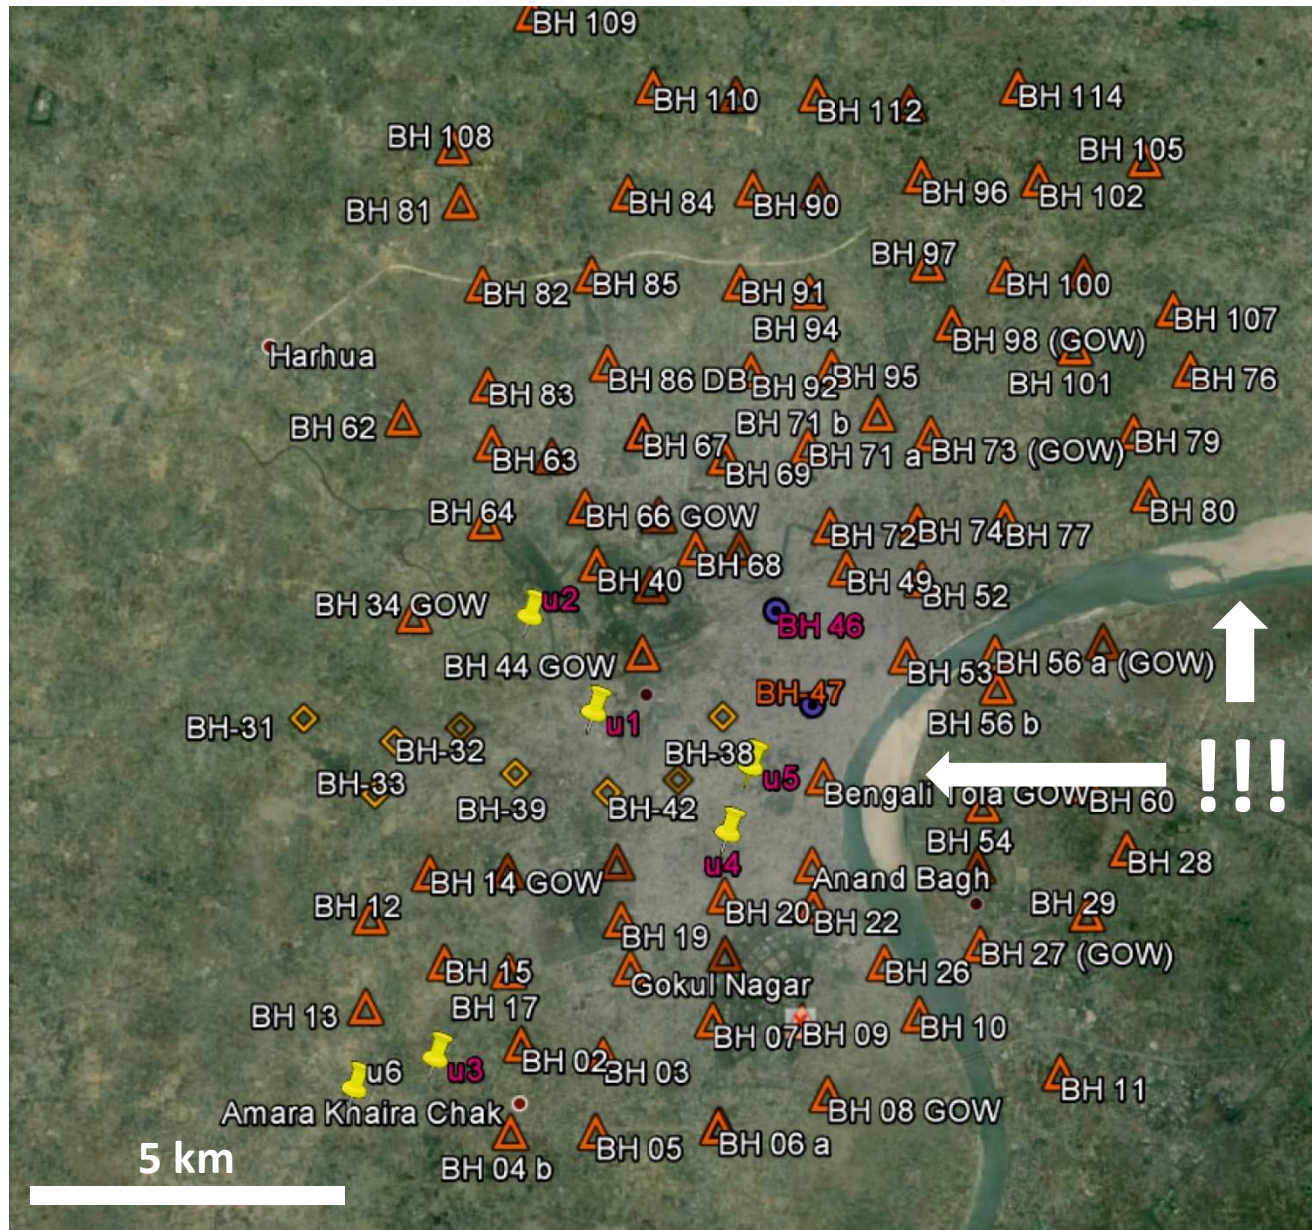 BH 109
BH 110
BH 112
BH 114
BH 108
BH 105
BH 81
BH 84
BH 90
BH 96
BH 102
BH 97
BH 82
BH 85
BH 91
BH 100
BH 94
BH 107
Harhua
BH 98 (GOW)
BH 86 DB
BH 92
BH 95
BH 101
BH 76
BH 83
BH 62
BH 71 b
BH 67
BH 63
BH 69
BH 71 a
BH 73 (GOW)
BH 79
BH 64
BH 66 GOW
BH 72
BH 74
BH 77
BH 80
BH 68
BH 40
BH 49
BH 52
BH 34 GOW
u2
BH 46
BH 44 GOW
BH 53
BH 56 a (GOW)
BH-47
BH 56 b
BH-31
u1
BH-32
BH-38
BH-33
u5
!!!
BH-39
BH-42
Bengali Tola GOW
BH 60
BH 54
u4
BH 28
BH 14 GOW
Anand Bagh
BH 12
BH 20
BH 22
BH 29
BH 19
BH 15
BH 26
BH 27 (GOW)
Gokul Nagar
BH 17
BH 13
BH 07
BH 09
BH 10
BH 02
BH 03
u3
u6
BH 11
Amara Khaira Chak
BH 08 GOW
BH 04 b
BH 05
BH 06 a
5 km